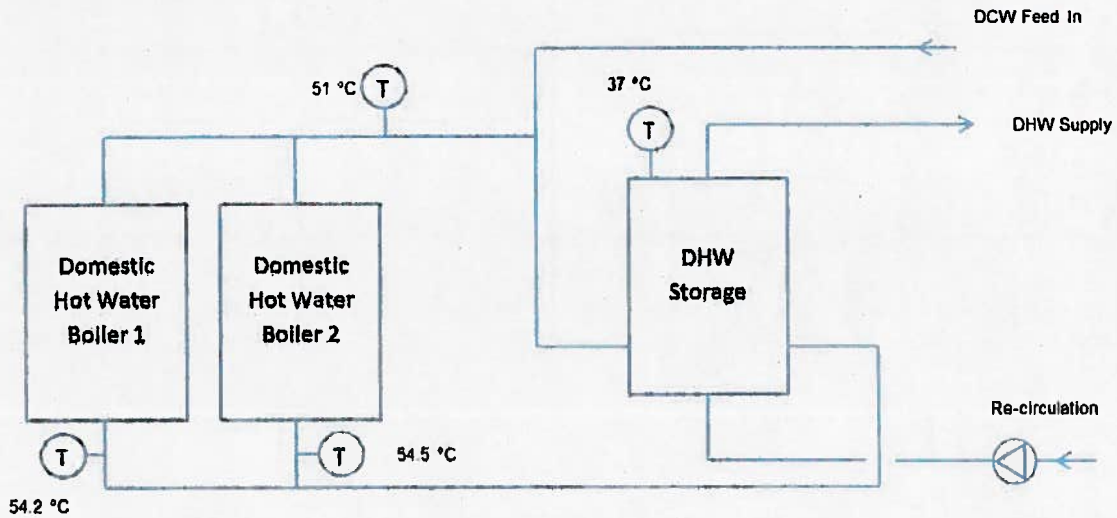 DCW Feed In
51 °C
T
37 °C
T
DHW Supply
Domestic
Hot Water
Boiler 1
Domestic
Hot Water
Boiler 2
DHW
Storage
Re-circulation
T
T
54.5 °C
54.2 °C